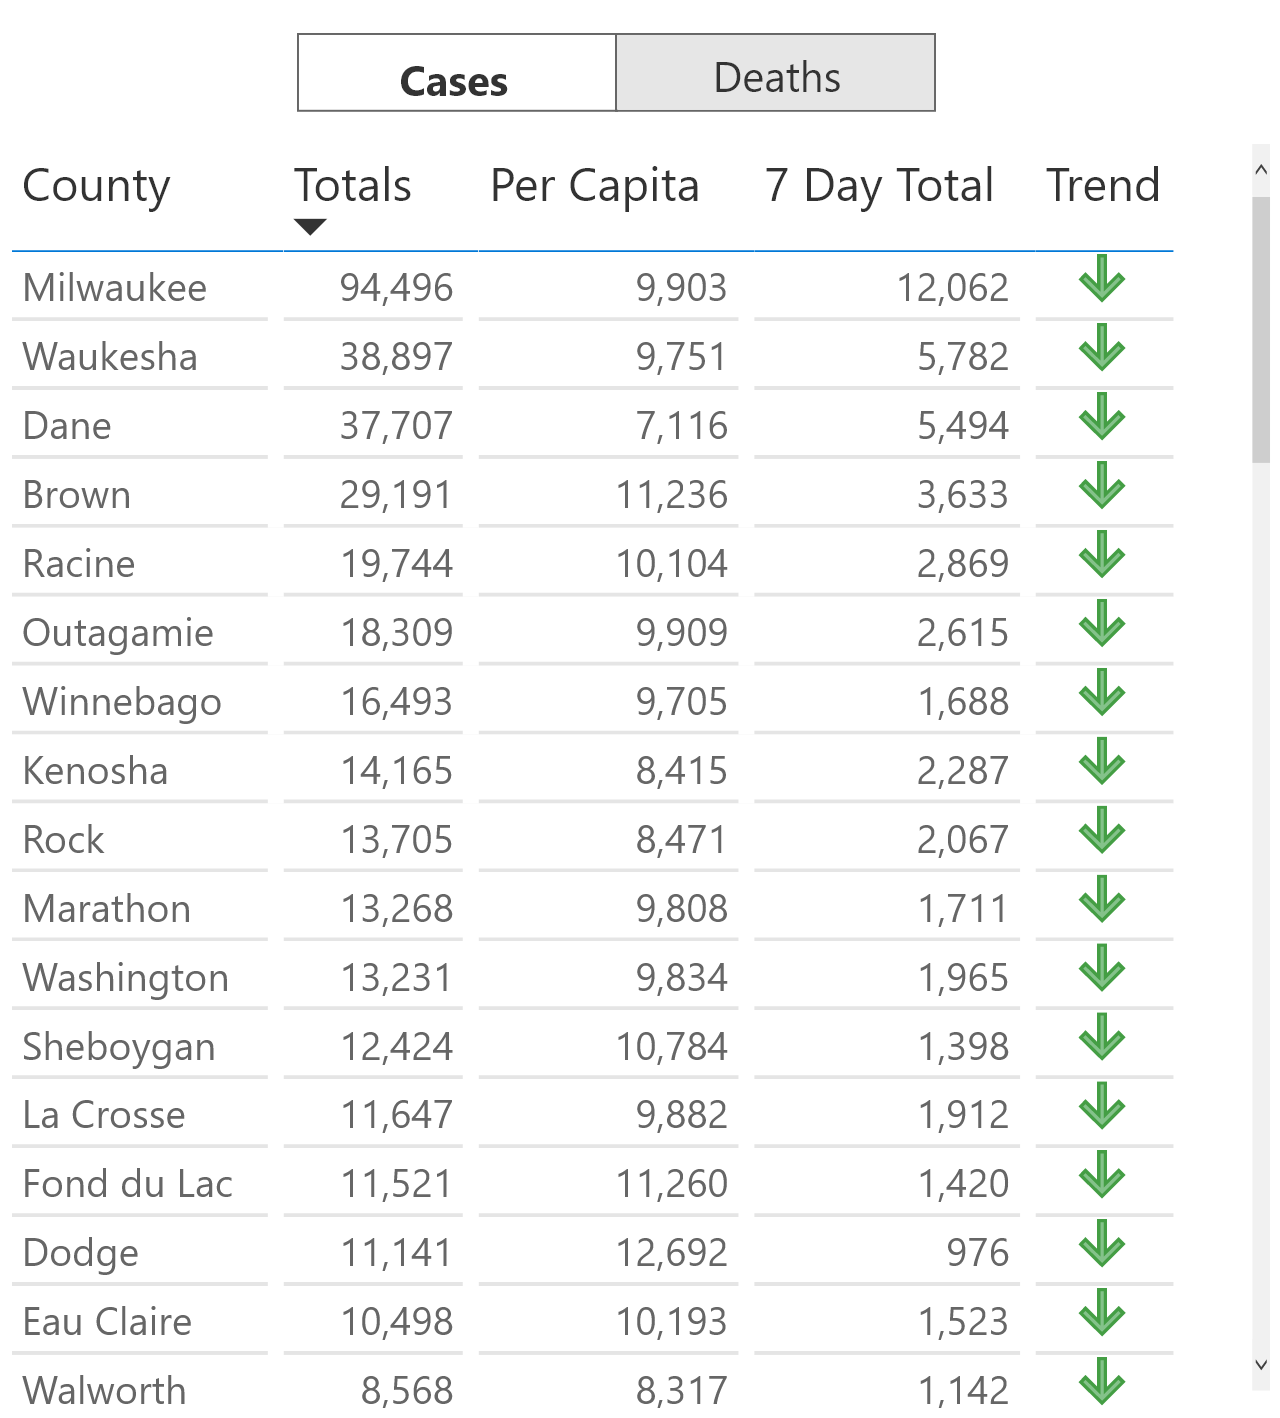 Cases Deaths
County Totals Per Capita 7 Day Total Trend
Milwaukee 94,496 9,903 12,062
Waukesha 38,897 9,751 5,782
Dane 37,707 7,116 5,494
Brown 29,191 11,236 3,633
Racine 19,744 10,104 2,869
Outagamie 18,309 9,909 2,615
Winnebago 16,493 9,705 1,688
Kenosha 14,165 8,415 2,287
Rock 13,705 8,471 2,067
Marathon 13,268 9,808 1,711
Washington 13,231 9,834 1,965
Sheboygan 12,424 10,784 1,398
La Crosse 11,647 9,882 1,912
Fond du Lac 11,521 11,260 1,420
Dodge 11,141 12,692 976
Eau Claire 10,498 10,193 1,523
Walworth 8,568 8,317 1,142